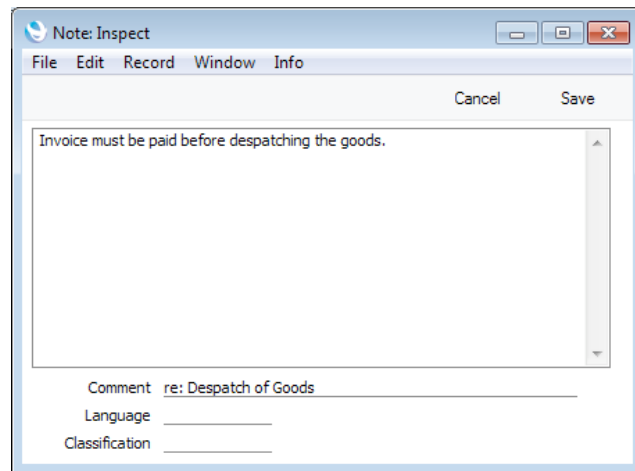 Note: Inspect
File Edit Record Window Info
Cancel Save
Invoice must be paid before despatching the goods.
Comment re: Despatch of Goods
Language
Classification